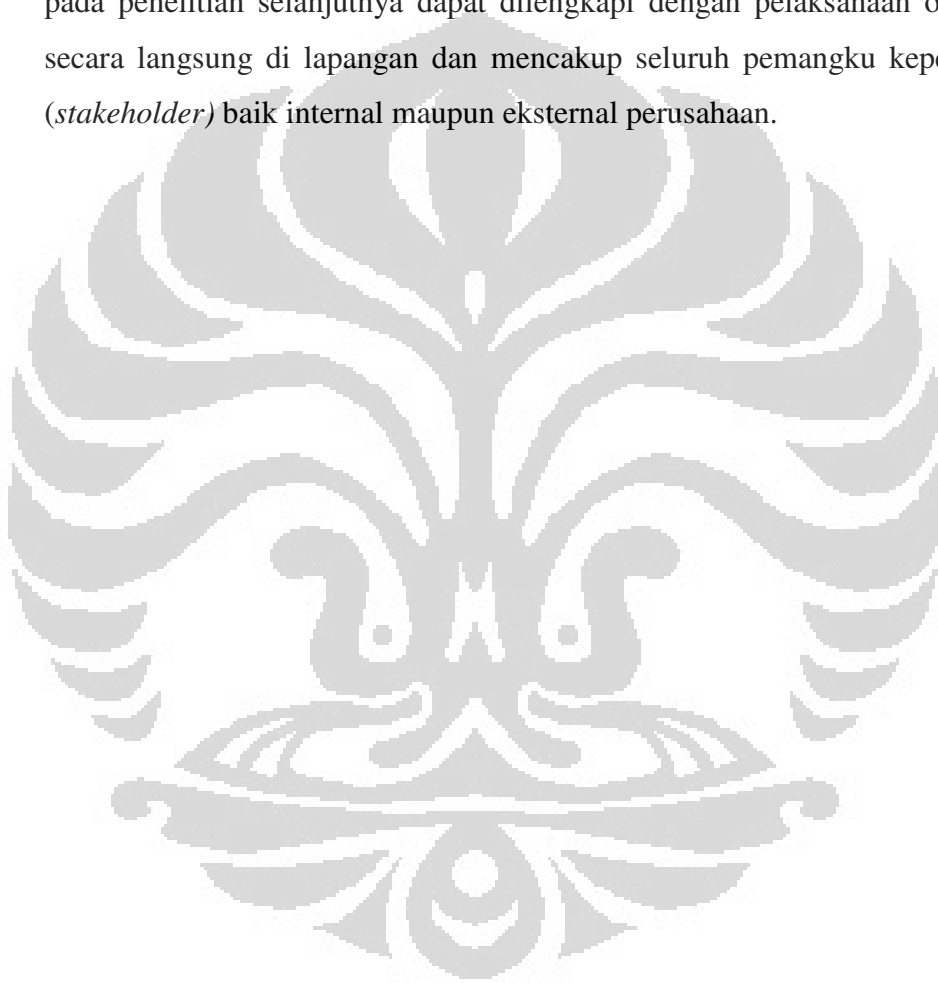 pada penelitian selanjutnya dapat dilengkapi dengan pelaksanaan
secara langsung di lapangan dan mencakup seluruh pemangku
(stakeholder) baik internal maupun eksternal perusahaan.